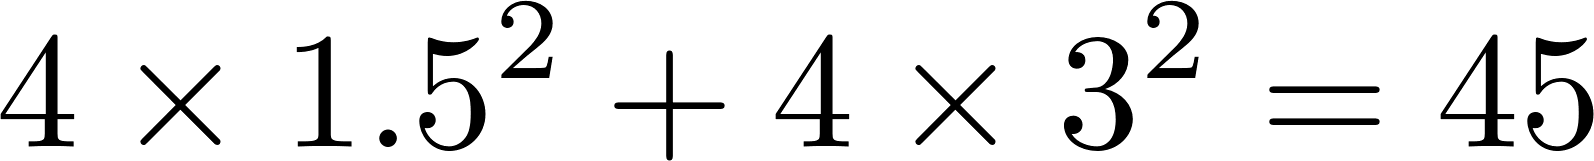 4 × 1.5² + 4 × 3² = 45